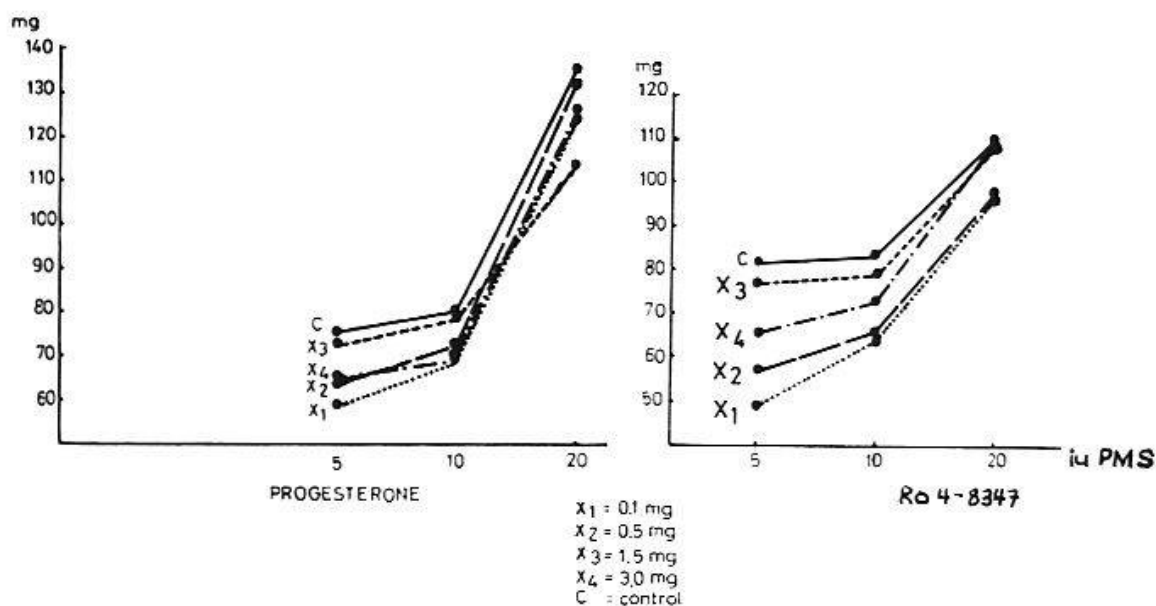 mg
140
130
120
110
100
90
80
70
60
C
X3
X4
X2
X1
5 10 20
PROGESTERONE
mg
120
110
100
90
80
70
60
50
C
X3
X4
X2
X1
5 10 20 iu PMS
Ro 4-8347
X1 = 0.1 mg
X2 = 0.5 mg
X3 = 1.5 mg
X4 = 3.0 mg
C = control